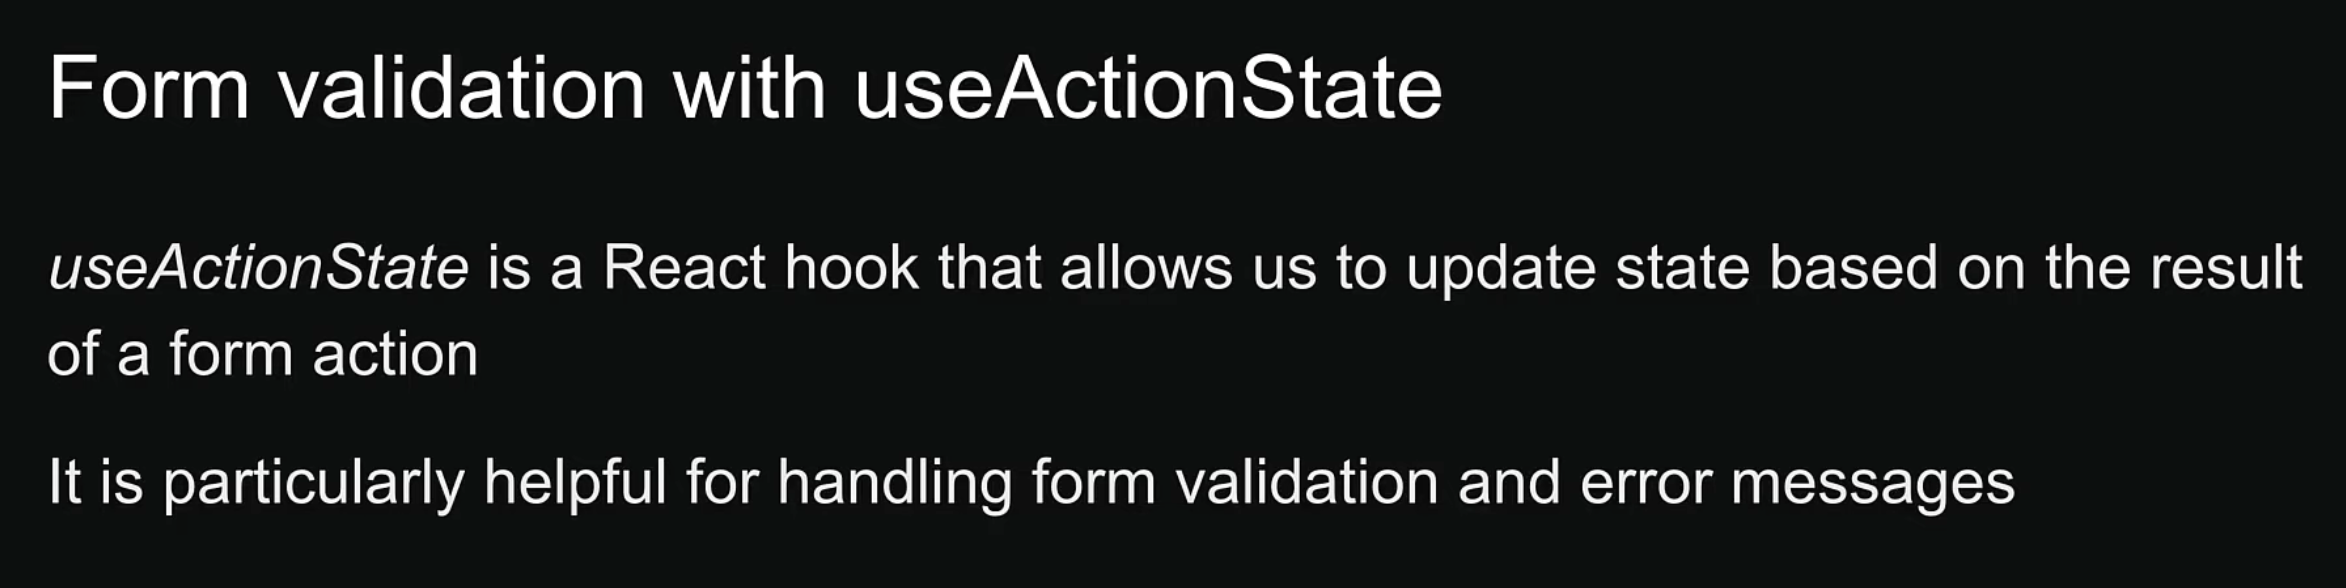 Form validation with useActionState
useActionState is a React hook that allows us to update state based on the result
of a form action
It is particularly helpful for handling form validation and error messages